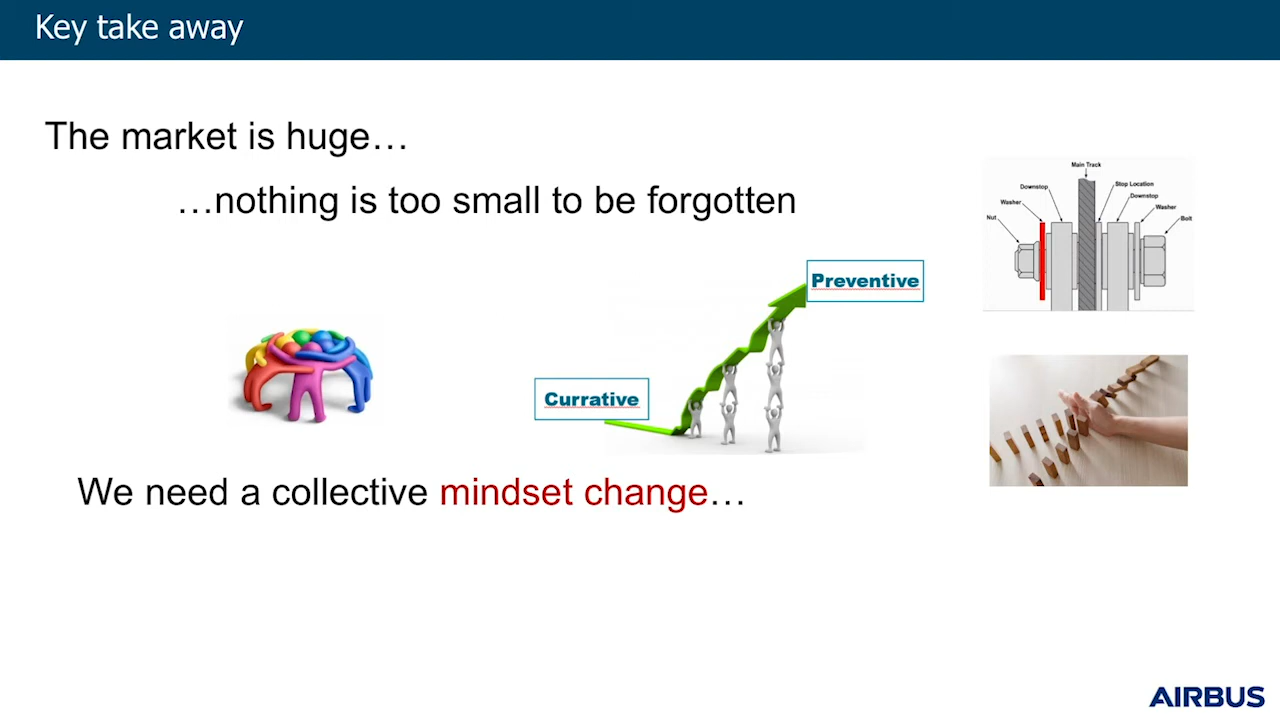 Key take away
The market is huge…
…nothing is too small to be forgotten
Main Track
Downstop
Stop Location
Downstop
Washer
Washer
Nut
Bolt
Preventive
Currative
We need a collective mindset change…
AIRBUS